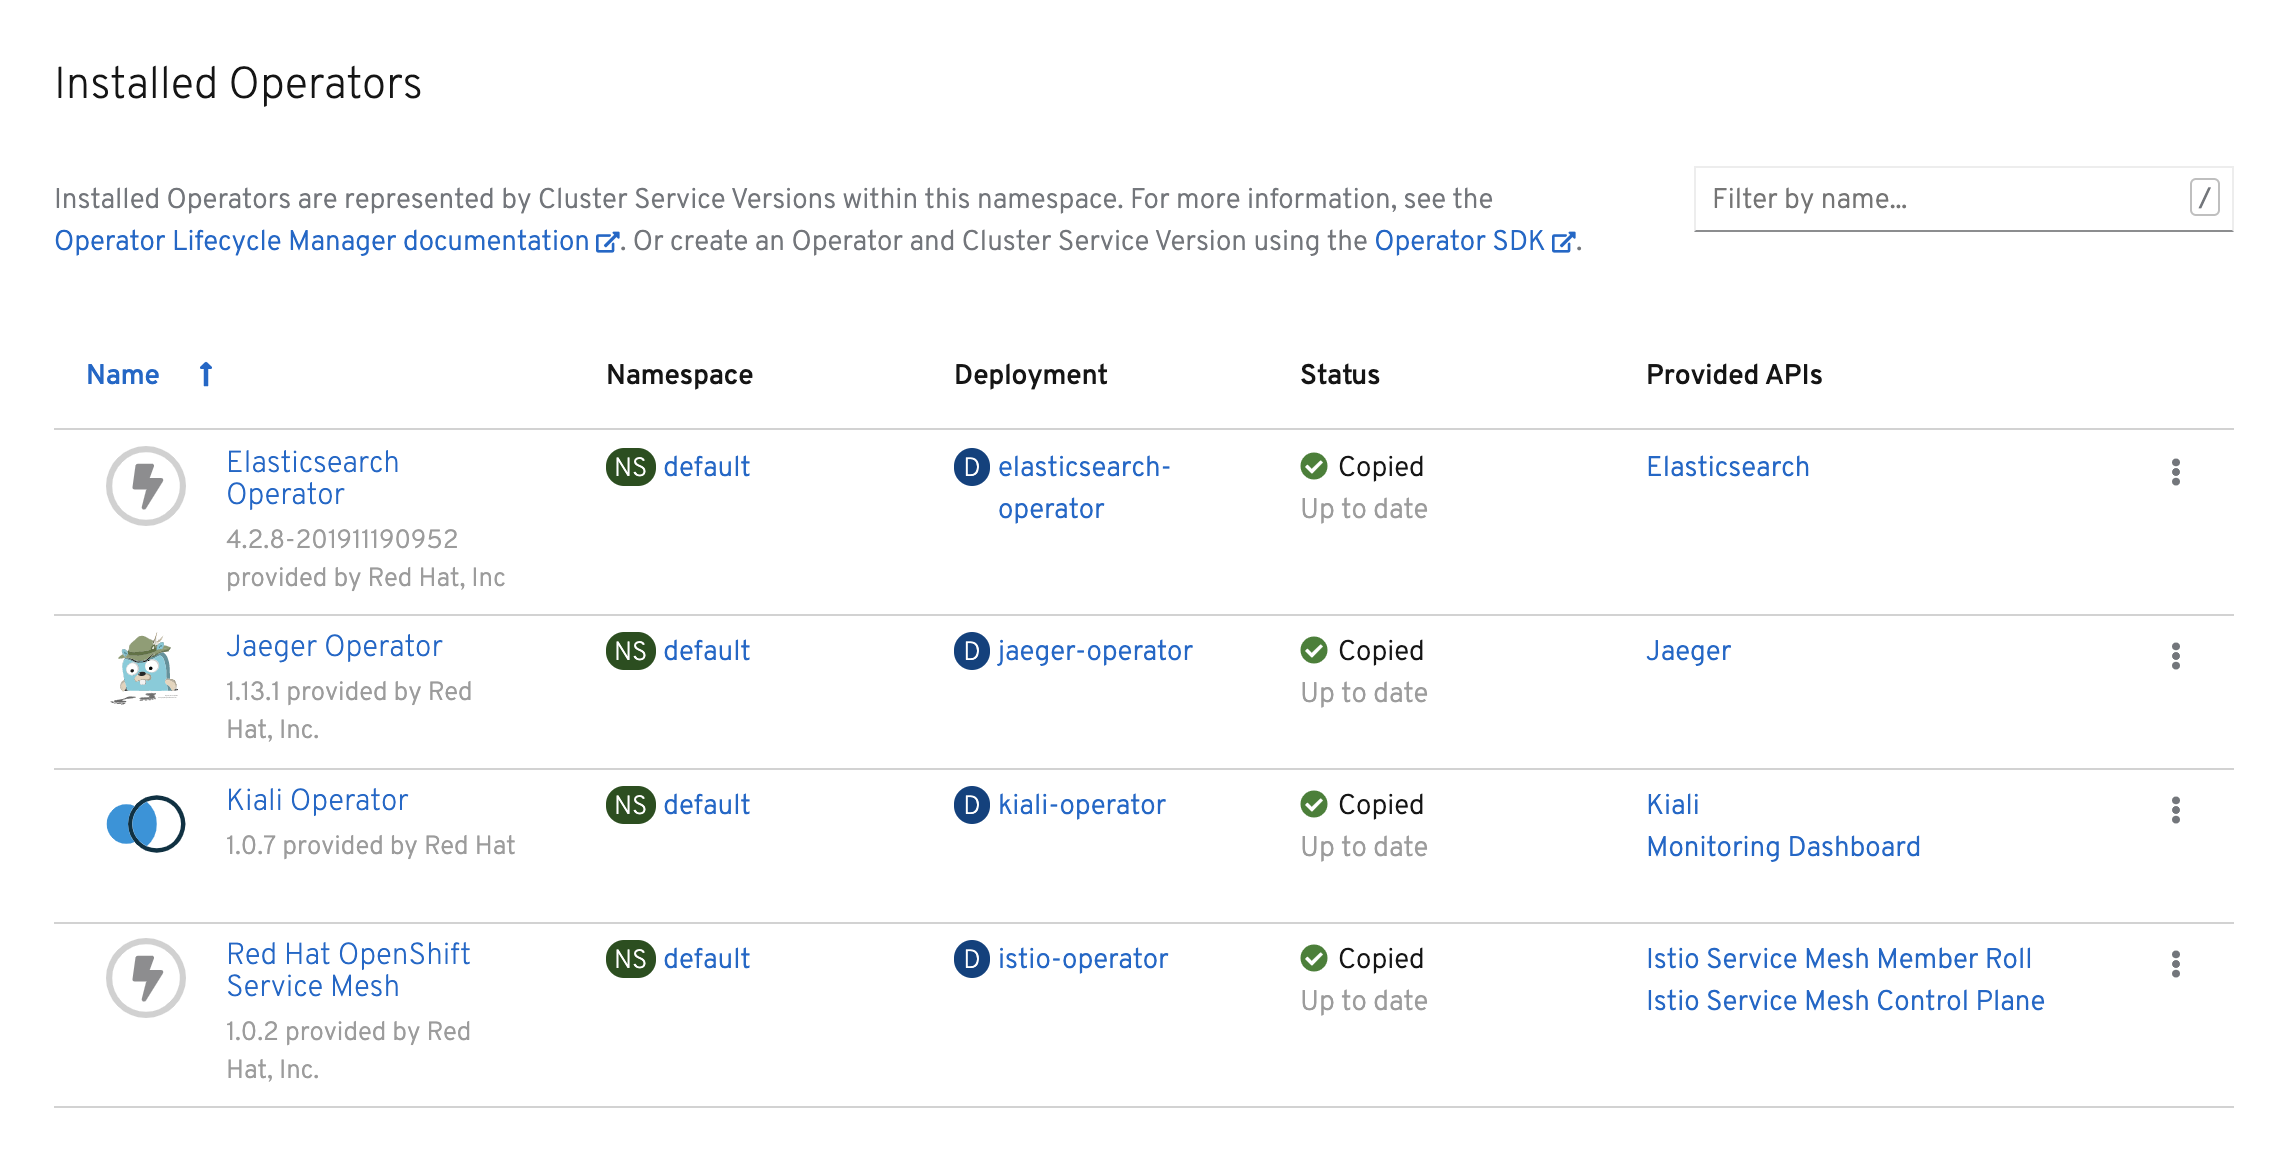 Installed Operators
Installed Operators are represented by Cluster Service Versions within this namespace. For more information, see the
Operator Lifecycle Manager documentation. Or create an Operator and Cluster Service Version using the Operator SDK.
Filter by name...
/
Name Namespace Deployment Status Provided APIs
Elasticsearch
Operator
4.2.8-201911190952
provided by Red Hat, Inc
NS default
D elasticsearch-
operator
Copied
Up to date
Elasticsearch
Jaeger Operator
1.13.1 provided by Red
Hat, Inc.
NS default
D jaeger-operator
Copied
Up to date
Jaeger
Kiali Operator
1.0.7 provided by Red Hat
NS default
D kiali-operator
Copied
Up to date
Kiali
Monitoring Dashboard
Red Hat OpenShift
Service Mesh
1.0.2 provided by Red
Hat, Inc.
NS default
D istio-operator
Copied
Up to date
Istio Service Mesh Member Roll
Istio Service Mesh Control Plane